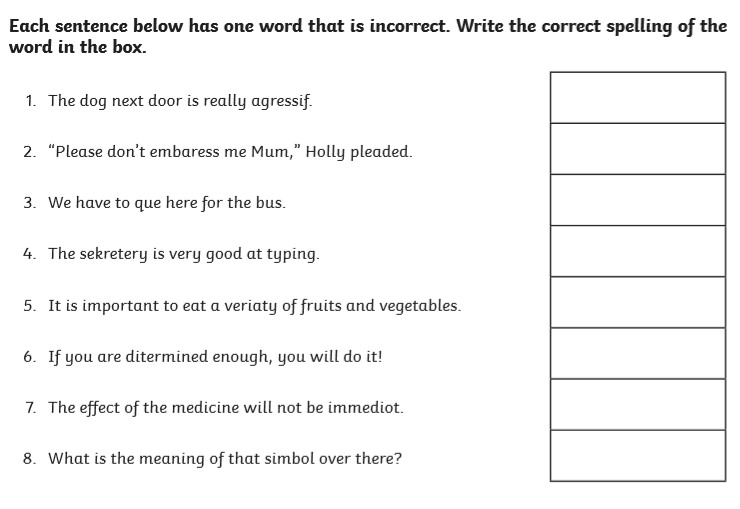 Each sentence below has one word that is incorrect. Write the correct spelling of the
word in the box.
1. The dog next door is really agressif.
2. “Please don’t embaress me Mum,” Holly pleaded.
3. We have to que here for the bus.
4. The sekretery is very good at typing.
5. It is important to eat a veriaty of fruits and vegetables.
6. If you are ditermined enough, you will do it!
7. The effect of the medicine will not be immediot.
8. What is the meaning of that simbol over there?